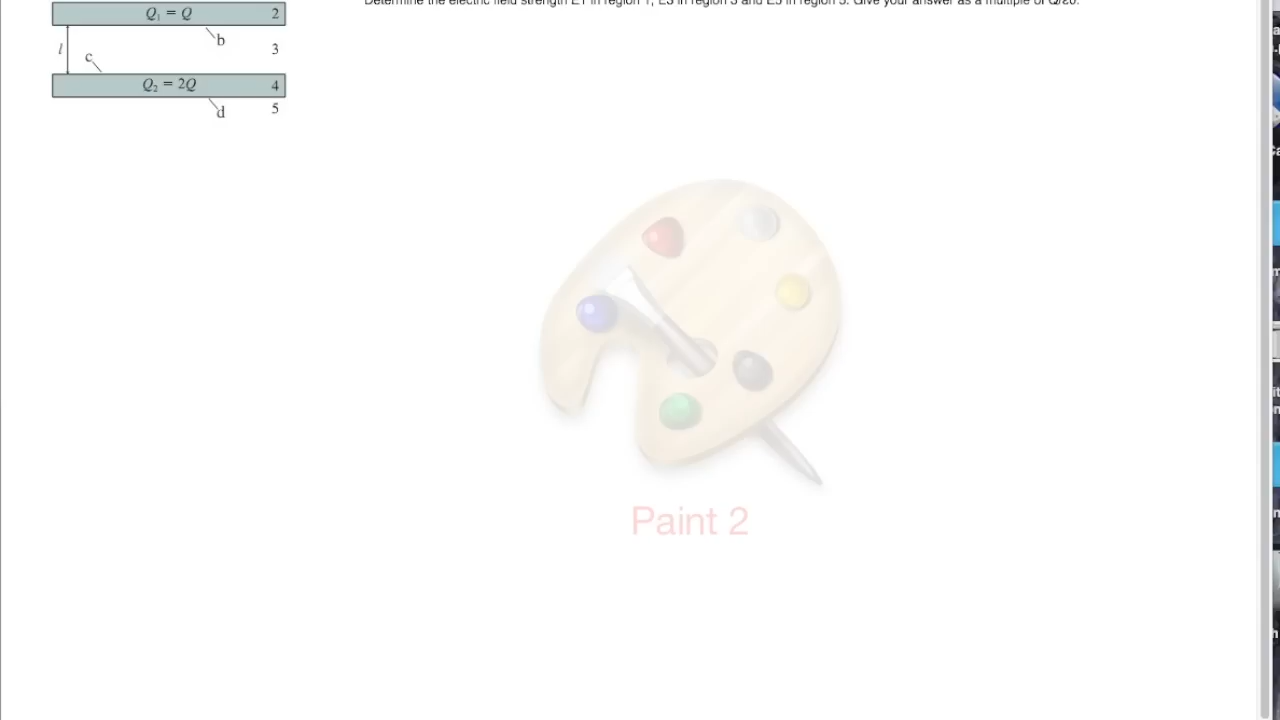 Determine the electric field strength E1 in region 1, E3 in region 3 and E5 in region 5. Give your answer as a multiple of Q/ε0.
Q₁ = Q 2
b
l 3
c
Q₂ = 2Q 4
d 5
Paint 2